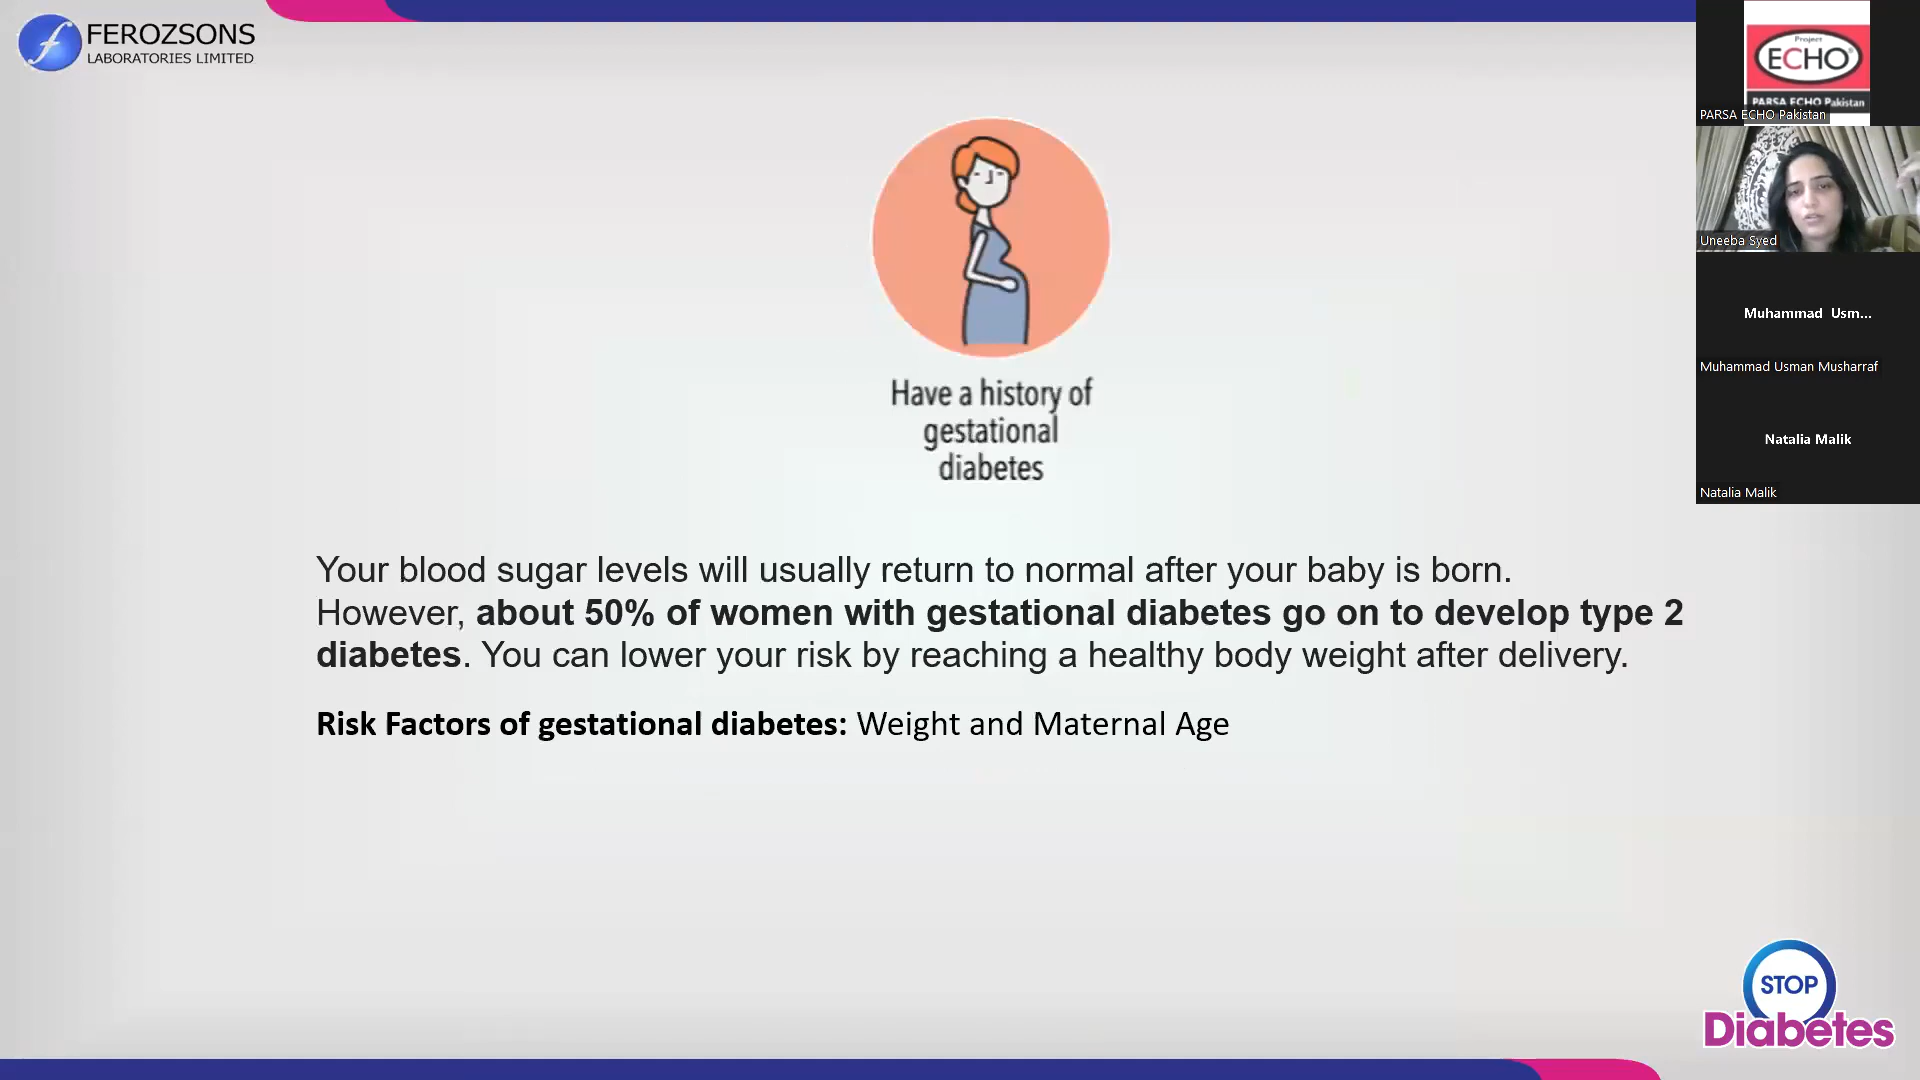 FEROZSONS
LABORATORIES LIMITED
Have a history of
gestational
diabetes
Your blood sugar levels will usually return to normal after your baby is born.
However, about 50% of women with gestational diabetes go on to develop type 2
diabetes. You can lower your risk by reaching a healthy body weight after delivery.
Risk Factors of gestational diabetes: Weight and Maternal Age
STOP
Diabetes
Project
ECHO®
PARSA ECHO Pakistan
PARSA ECHO Pakistan
Uneeba Syed
Muhammad Usm...
Muhammad Usman Musharraf
Natalia Malik
Natalia Malik